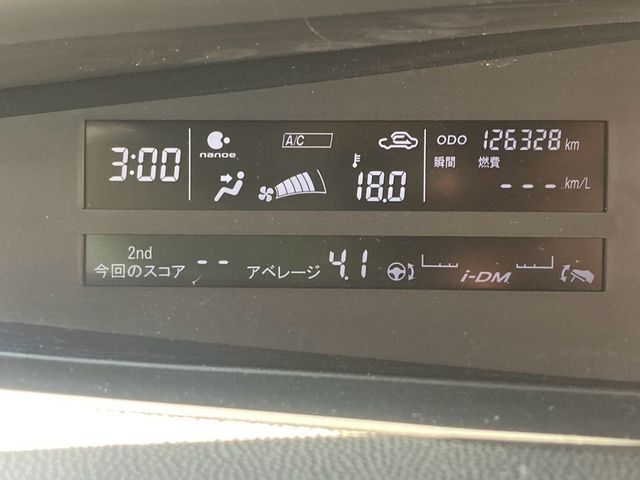 3:00
nanoe
A/C
18.0
ODO 126328 km
瞬間 燃費
--- km/L
2nd
今回のスコア -- アベレージ 4.1
i-DM